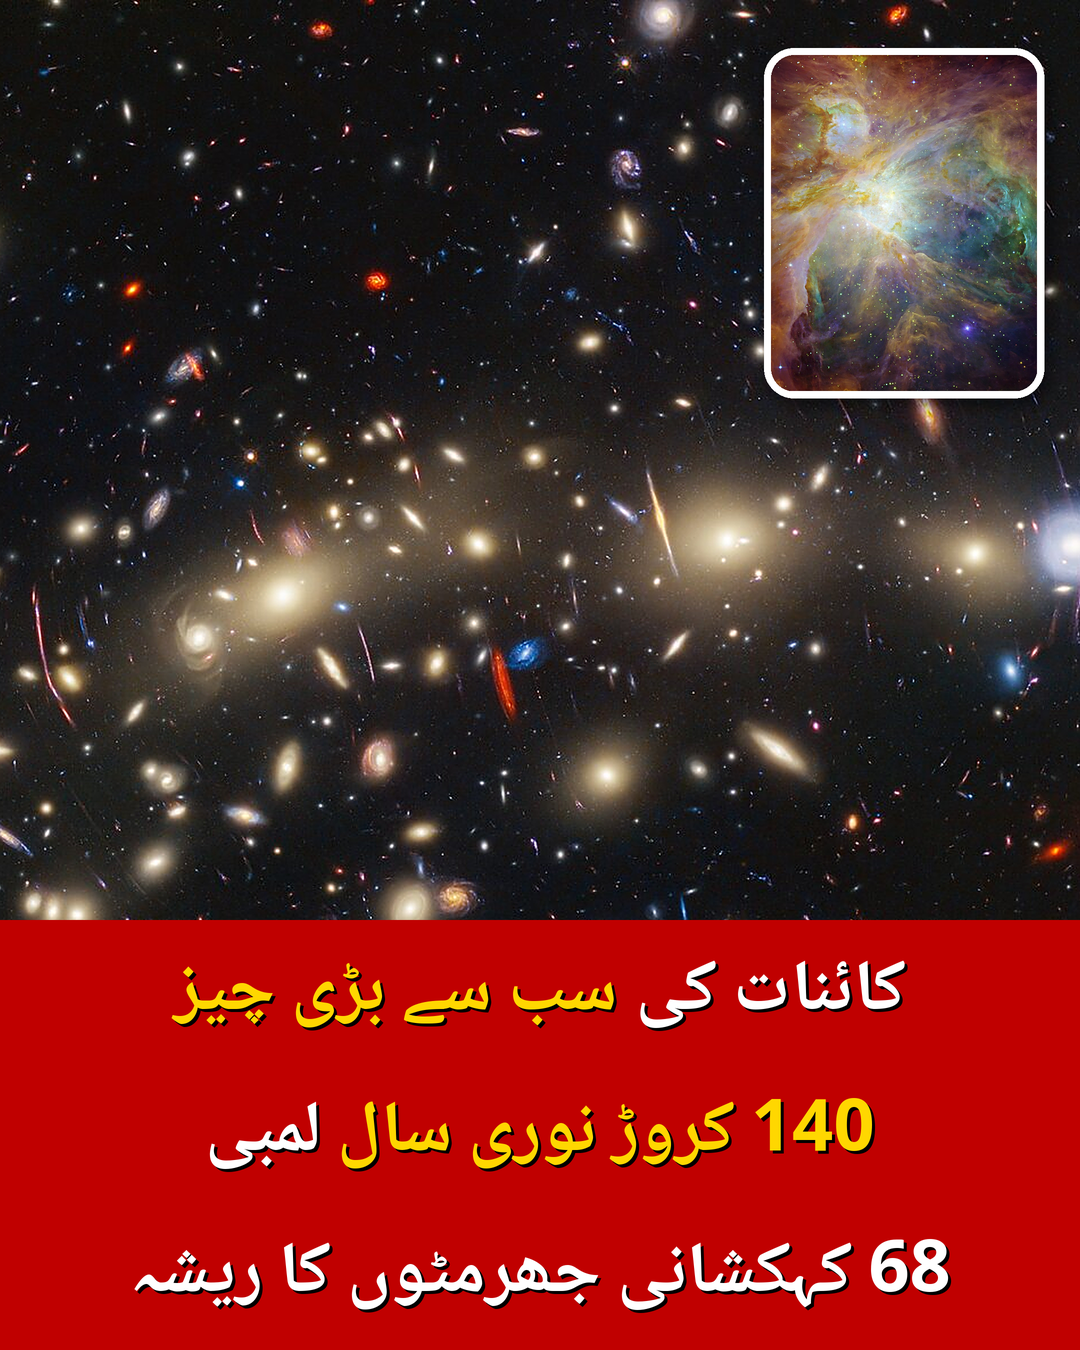 کائنات کی سب سے بڑی چیز
140 کروڑ نوری سال لمبی
68 کہکشانی جھرمٹوں کا ریشہ